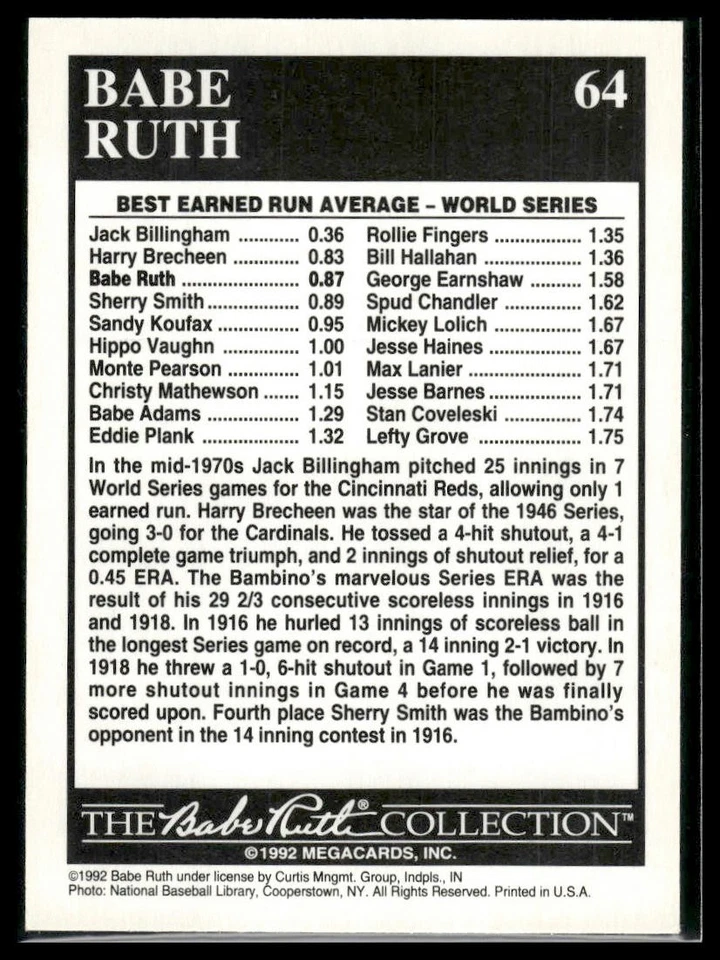 BABE
RUTH
64
BEST EARNED RUN AVERAGE – WORLD SERIES
Jack Billingham ........... 0.36
Harry Brecheen ........... 0.83
Babe Ruth ..................... 0.87
Sherry Smith ................ 0.89
Sandy Koufax ............... 0.95
Hippo Vaughn .............. 1.00
Monte Pearson ............ 1.01
Christy Mathewson ...... 1.15
Babe Adams ................. 1.29
Eddie Plank .................. 1.32
Rollie Fingers ................ 1.35
Bill Hallahan .................. 1.36
George Earnshaw ......... 1.58
Spud Chandler .............. 1.62
Mickey Lolich ................ 1.67
Jesse Haines ................. 1.67
Max Lanier .................... 1.71
Jesse Barnes ................. 1.71
Stan Coveleski .............. 1.74
Lefty Grove ................... 1.75
In the mid-1970s Jack Billingham pitched 25 innings in 7
World Series games for the Cincinnati Reds, allowing only 1
earned run. Harry Brecheen was the star of the 1946 Series,
going 3-0 for the Cardinals. He tossed a 4-hit shutout, a 4-1
complete game triumph, and 2 innings of shutout relief, for a
0.45 ERA. The Bambino's marvelous Series ERA was the
result of his 29 2/3 consecutive scoreless innings in 1916
and 1918. In 1916 he hurled 13 innings of scoreless ball in
the longest Series game on record, a 14 inning 2-1 victory. In
1918 he threw a 1-0, 6-hit shutout in Game 1, followed by 7
more shutout innings in Game 4 before he was finally
scored upon. Fourth place Sherry Smith was the Bambino's
opponent in the 14 inning contest in 1916.
THE Babe Ruth® COLLECTION™
©1992 MEGACARDS, INC.
©1992 Babe Ruth under license by Curtis Mngmt. Group, Indpls., IN
Photo: National Baseball Library, Cooperstown, NY. All Rights Reserved. Printed in U.S.A.